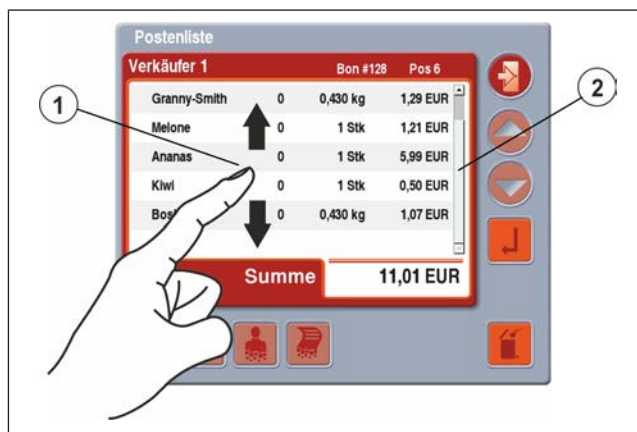 Postenliste
Verkäufer 1 Bon #128 Pos 6
Granny-Smith 0 0,430 kg 1,29 EUR
Melone 0 1 Stk 1,21 EUR
Ananas 0 1 Stk 5,99 EUR
Kiwi 0 1 Stk 0,50 EUR
0 0,430 kg 1,07 EUR
Summe 11,01 EUR
1
2